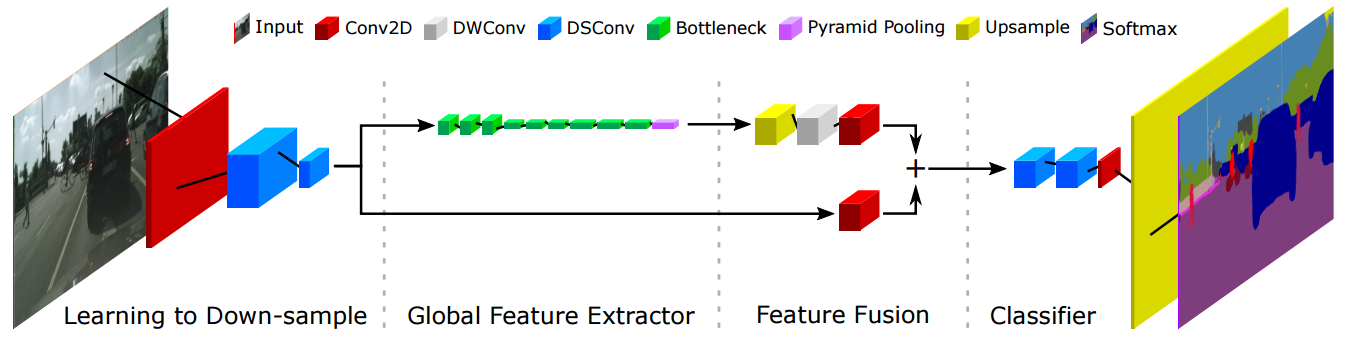 Input Conv2D DWConv DSConv Bottleneck Pyramid Pooling Upsample Softmax
+
Learning to Down-sample Global Feature Extractor Feature Fusion Classifier